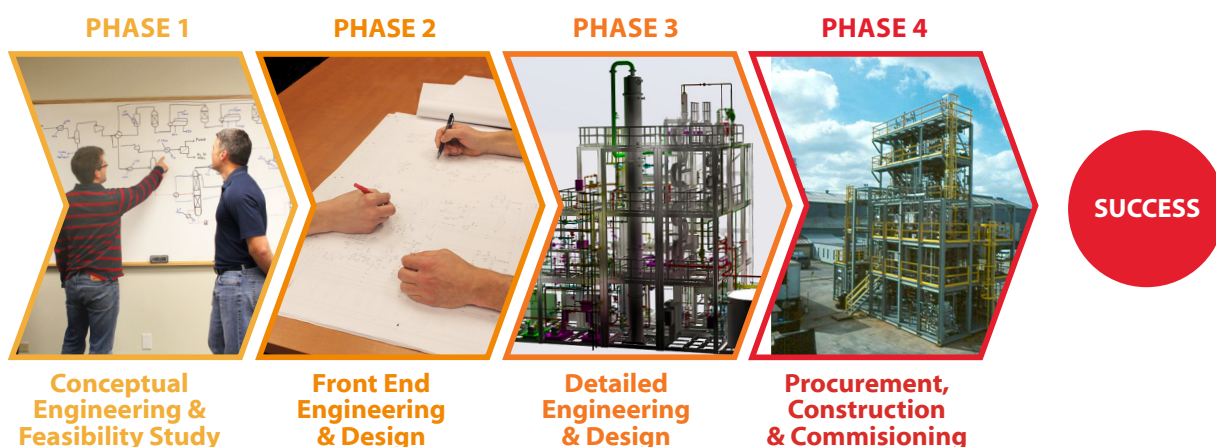 PHASE 1
PHASE 2
PHASE 3
PHASE 4
SUCCESS
Conceptual
Engineering &
Feasibility Study
Front End
Engineering
& Design
Detailed
Engineering
& Design
Procurement,
Construction
& Commisioning